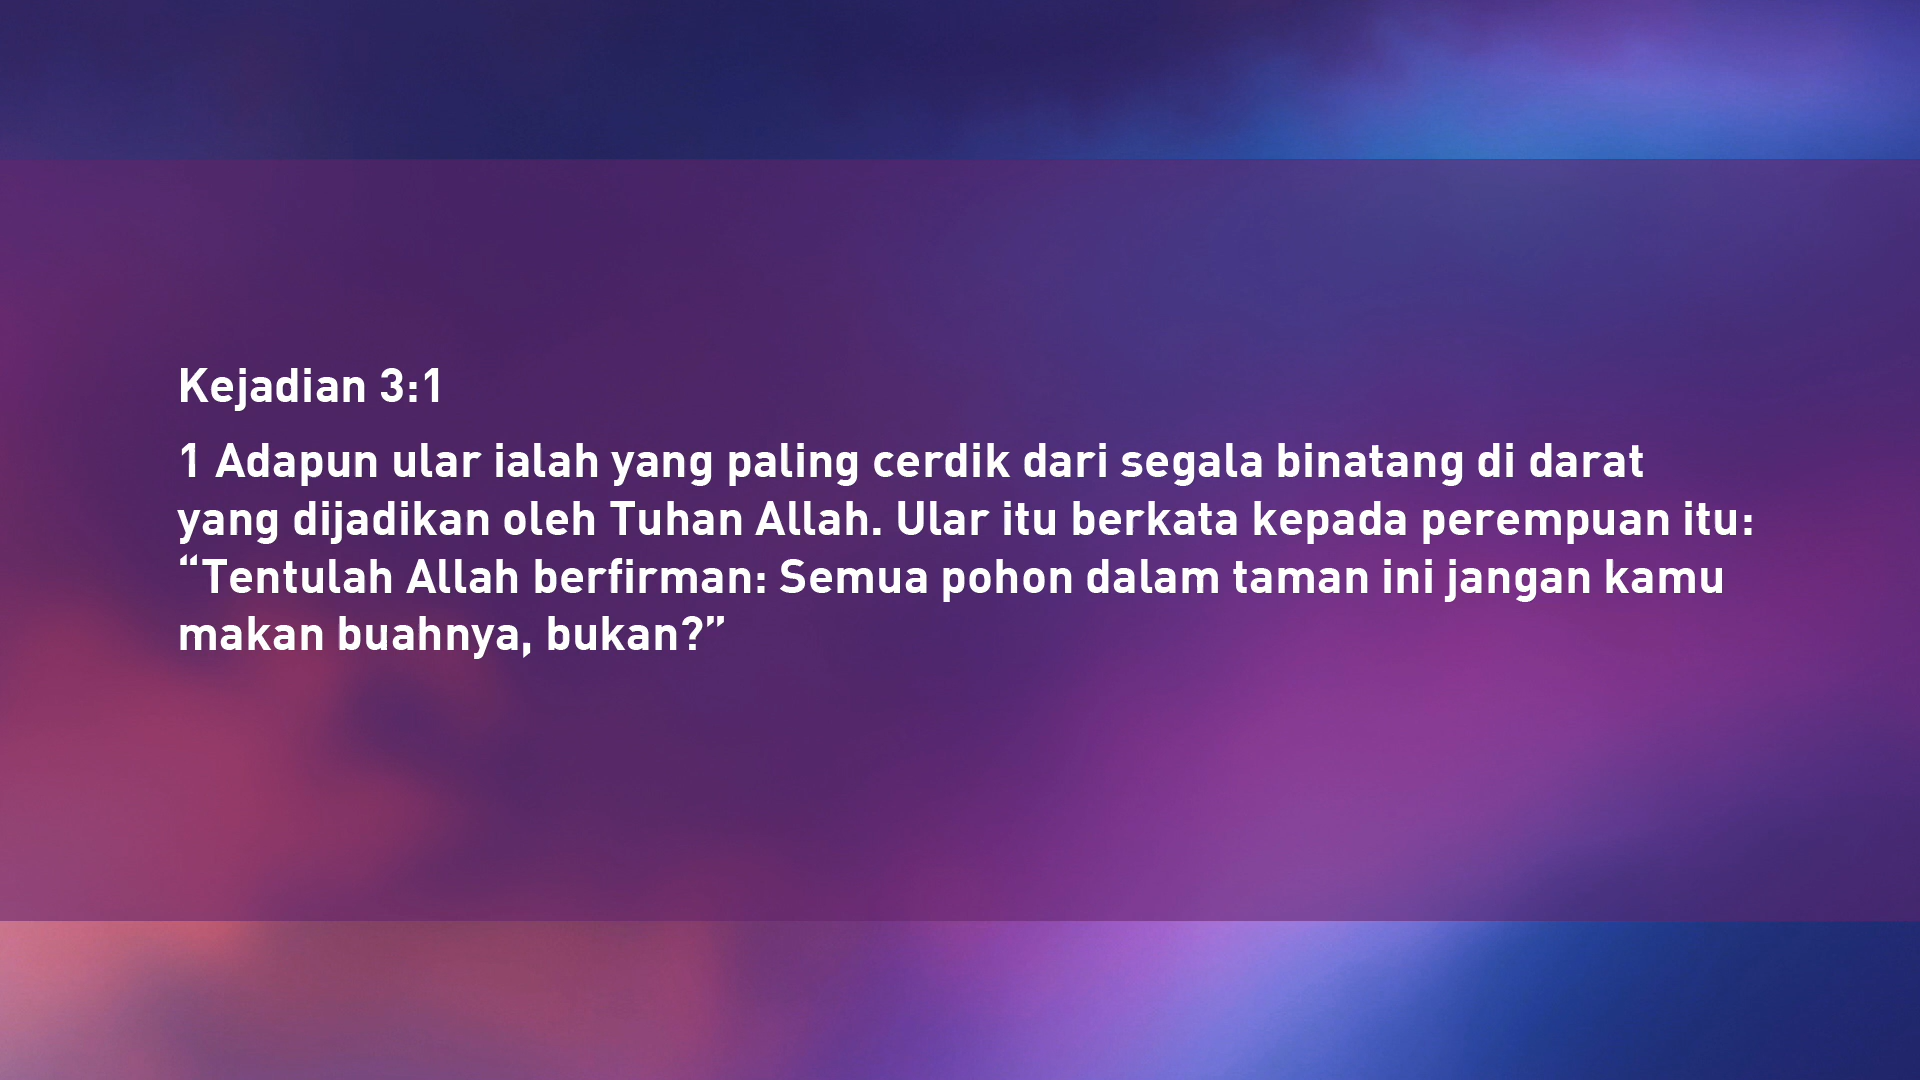 Kejadian 3:1
1 Adapun ular ialah yang paling cerdik dari segala binatang di darat
yang dijadikan oleh Tuhan Allah. Ular itu berkata kepada perempuan itu:
“Tentulah Allah berfirman: Semua pohon dalam taman ini jangan kamu
makan buahnya, bukan?”